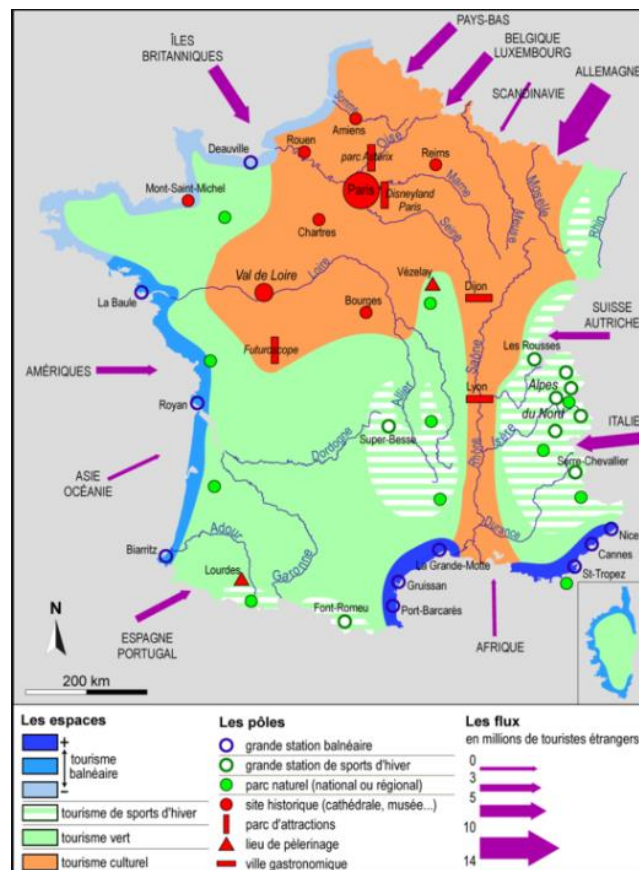 PAYS-BAS
BELGIQUE
LUXEMBOURG
ÎLES
BRITANNIQUES
SCANDINAVIE
ALLEMAGNE
Somme
Amiens
Oise
Deauville
Rouen
parc Astérix
Reims
Mont-Saint-Michel
Paris
Disneyland
Paris
Marne
Meuse
Moselle
Rhin
Chartres
Seine
Val de Loire
Loire
Vézelay
Dijon
La Baule
Bourges
SUISSE
AUTRICHE
Futuroscope
Saône
Les Rousses
AMÉRIQUES
Allier
Lyon
Alpes
du Nord
Royan
Dordogne
Super-Besse
Rhône
ITALIE
ASIE
OCÉANIE
Serre-Chevalier
Durance
Nice
Biarritz
Adour
Garonne
La Grande-Motte
Cannes
Lourdes
Gruissan
St-Tropez
N
Font-Romeu
Port-Barcarès
ESPAGNE
PORTUGAL
AFRIQUE
200 km
Les espaces
+
tourisme
balnéaire
−
tourisme de sports d'hiver
tourisme vert
tourisme culturel
Les pôles
grande station balnéaire
grande station de sports d'hiver
parc naturel (national ou régional)
site historique (cathédrale, musée...)
parc d'attractions
lieu de pèlerinage
ville gastronomique
Les flux
en millions de touristes étrangers
0
3
5
10
14